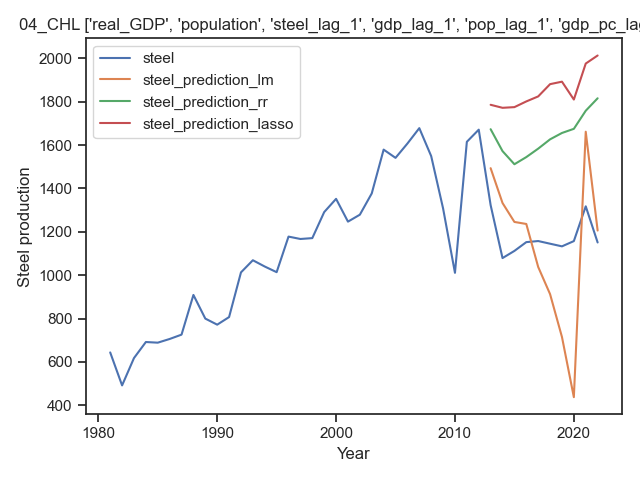 04_CHL ['real_GDP', 'population', 'steel_lag_1', 'gdp_lag_1', 'pop_lag_1', 'gdp_pc_lag
steel
steel_prediction_lm
steel_prediction_rr
steel_prediction_lasso
2000
1800
1600
1400
1200
1000
800
600
400
Steel production
1980
1990
2000
2010
2020
Year